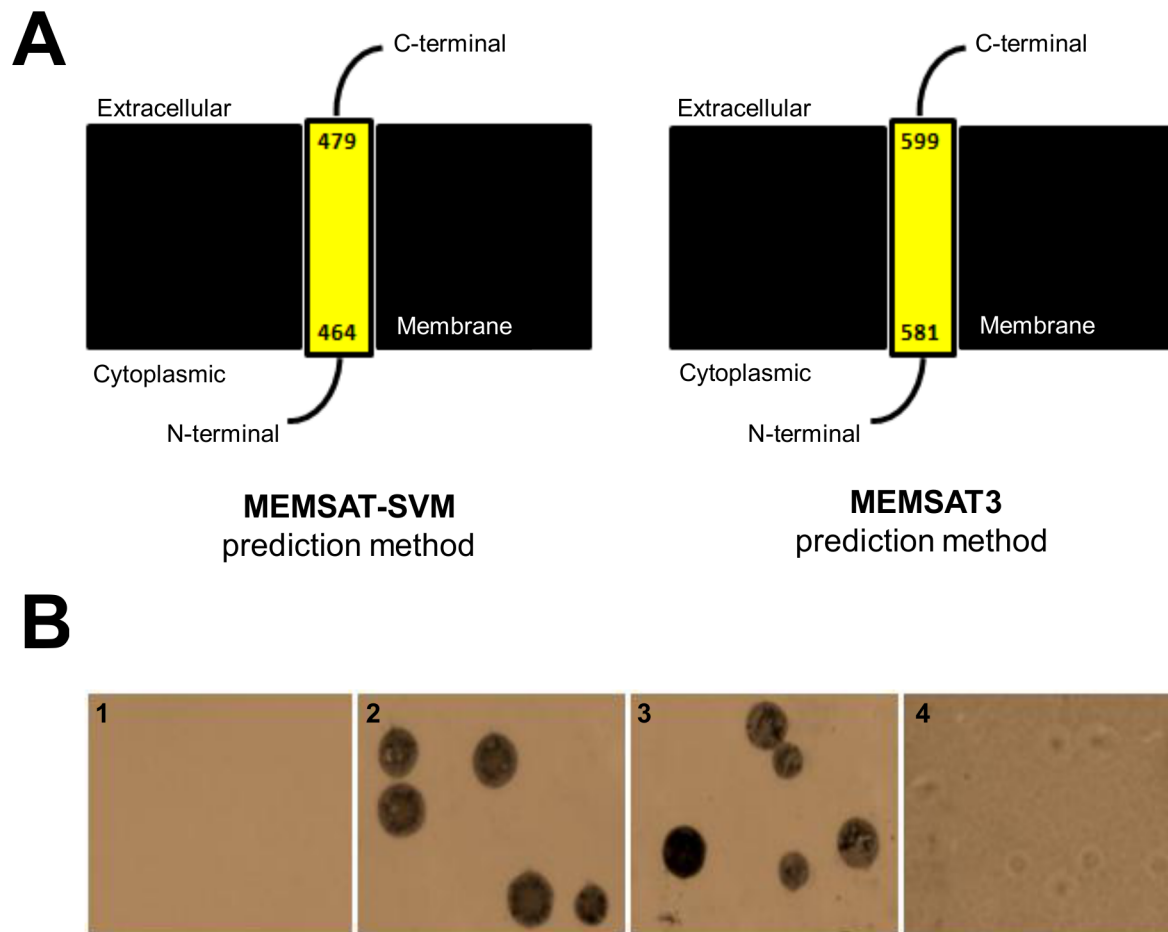 A
C-terminal
Extracellular
479
464
Membrane
Cytoplasmic
N-terminal
MEMSAT-SVM
prediction method
C-terminal
Extracellular
599
581
Membrane
Cytoplasmic
N-terminal
MEMSAT3
prediction method
B
1
2
3
4